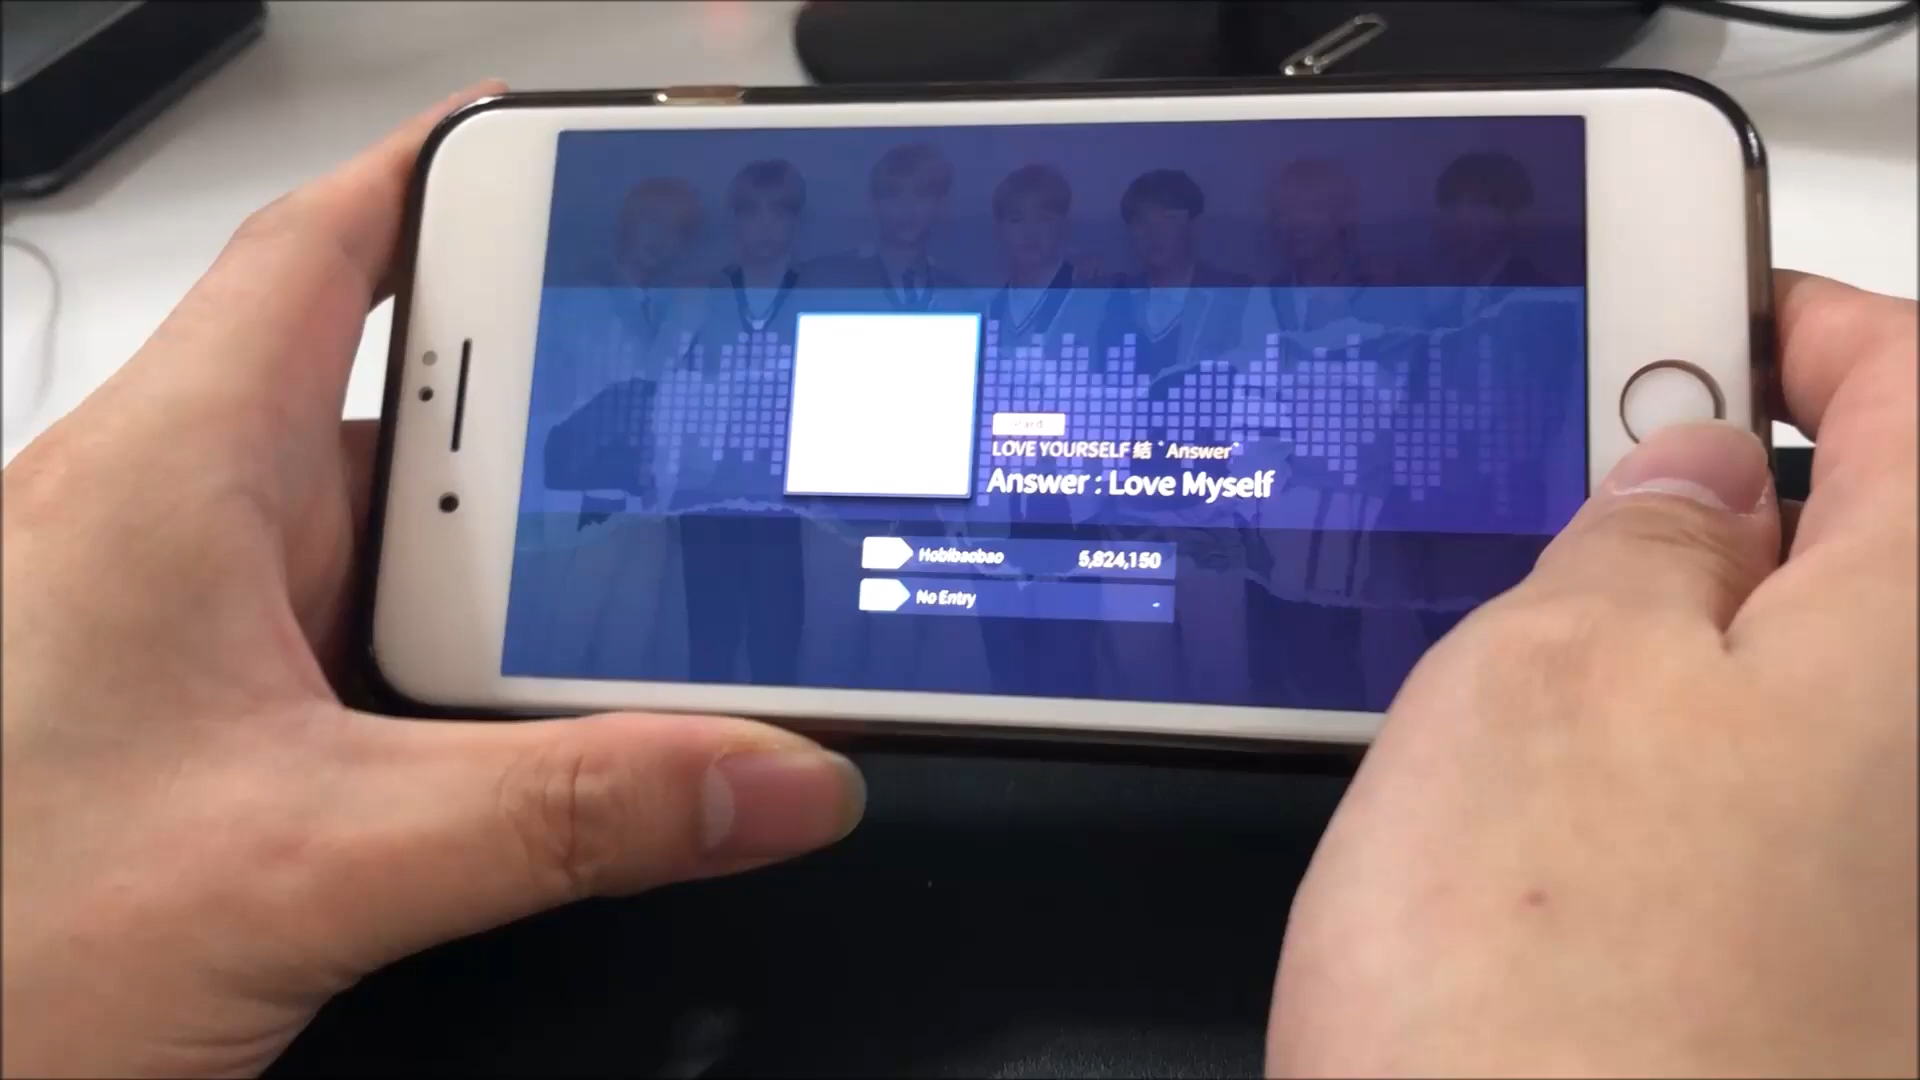 LOVE YOURSELF 結 `Answer`
Answer : Love Myself
Hobibaobao 5,824,150
No Entry -